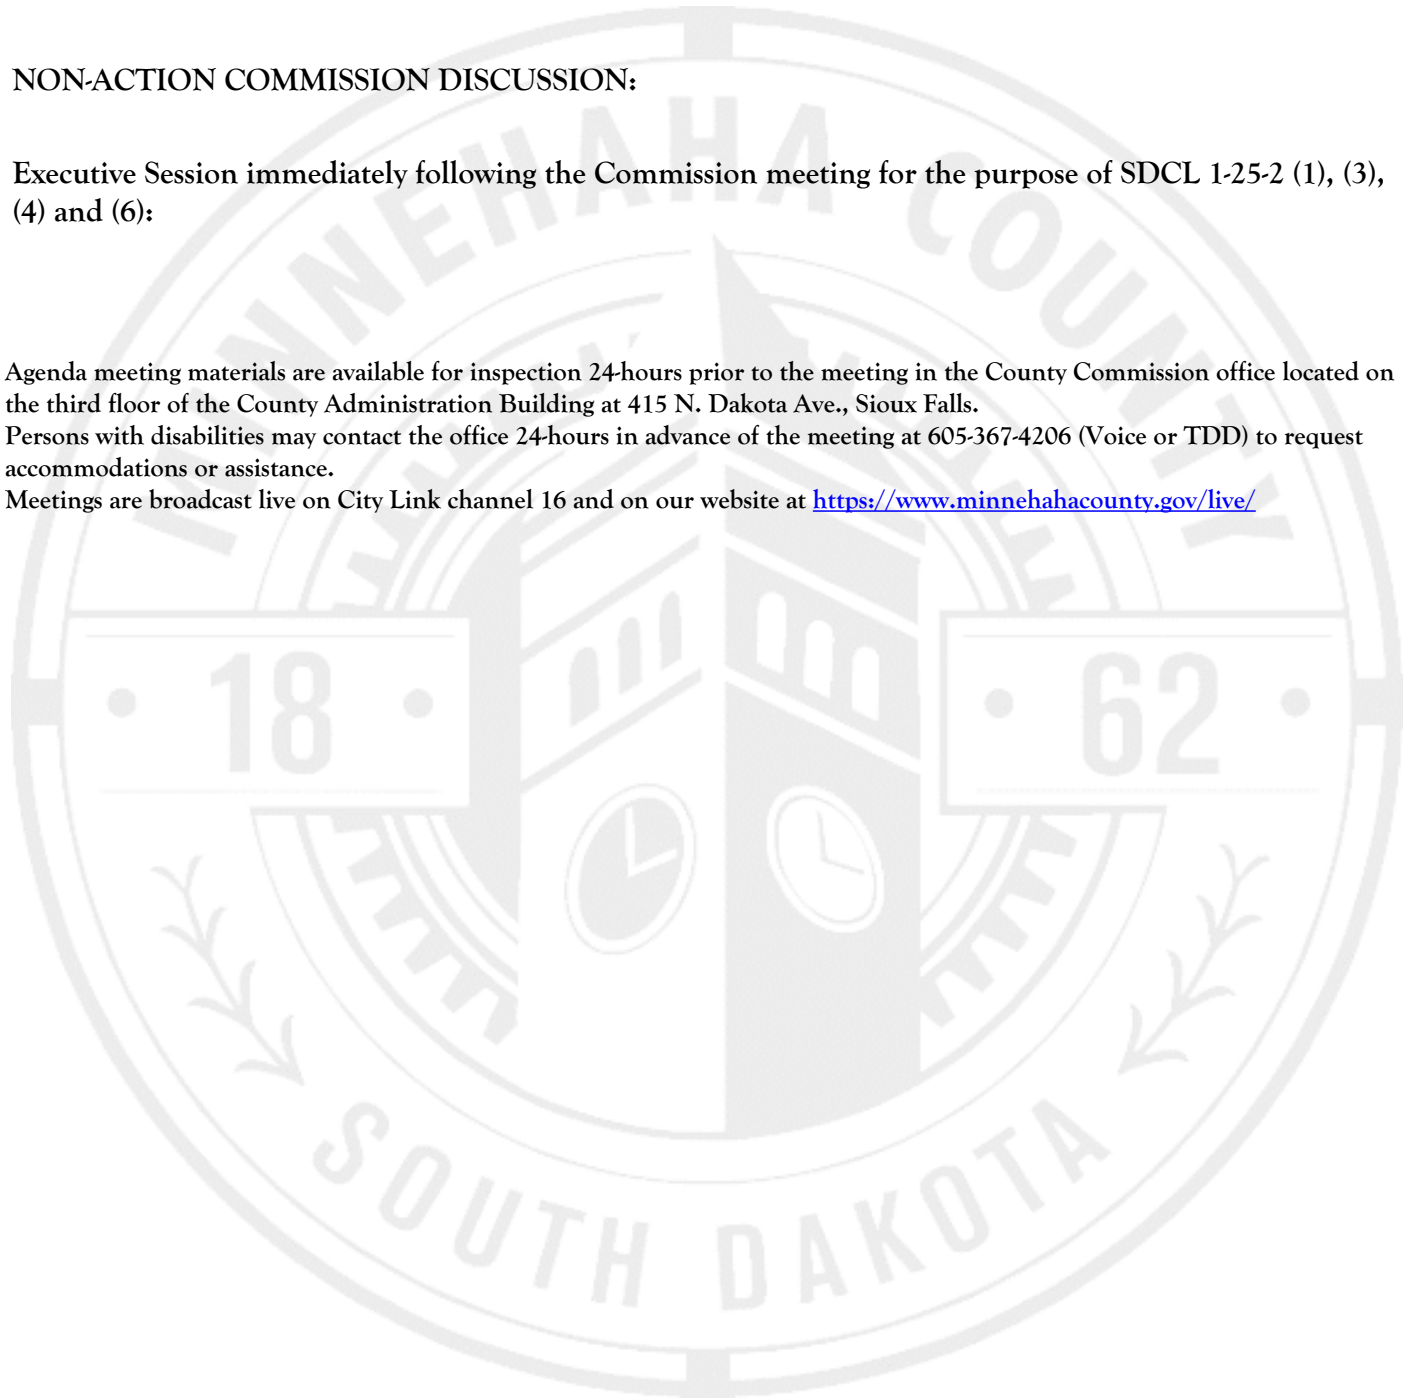 NON-ACTION COMMISSION DISCUSSION:
Executive Session immediately following the Commission meeting for the purpose of SDCL 1-25-2 (1), (3),
(4) and (6):
Agenda meeting materials are available for inspection 24-hours prior to the meeting in the County Commission office located on
the third floor of the County Administration Building at 415 N. Dakota Ave., Sioux Falls.
Persons with disabilities may contact the office 24-hours in advance of the meeting at 605-367-4206 (Voice or TDD) to request
accommodations or assistance.
Meetings are broadcast live on City Link channel 16 and on our website at https://www.minnehahacounty.gov/live/
MINNEHAHA COUNTY
18
62
SOUTH DAKOTA